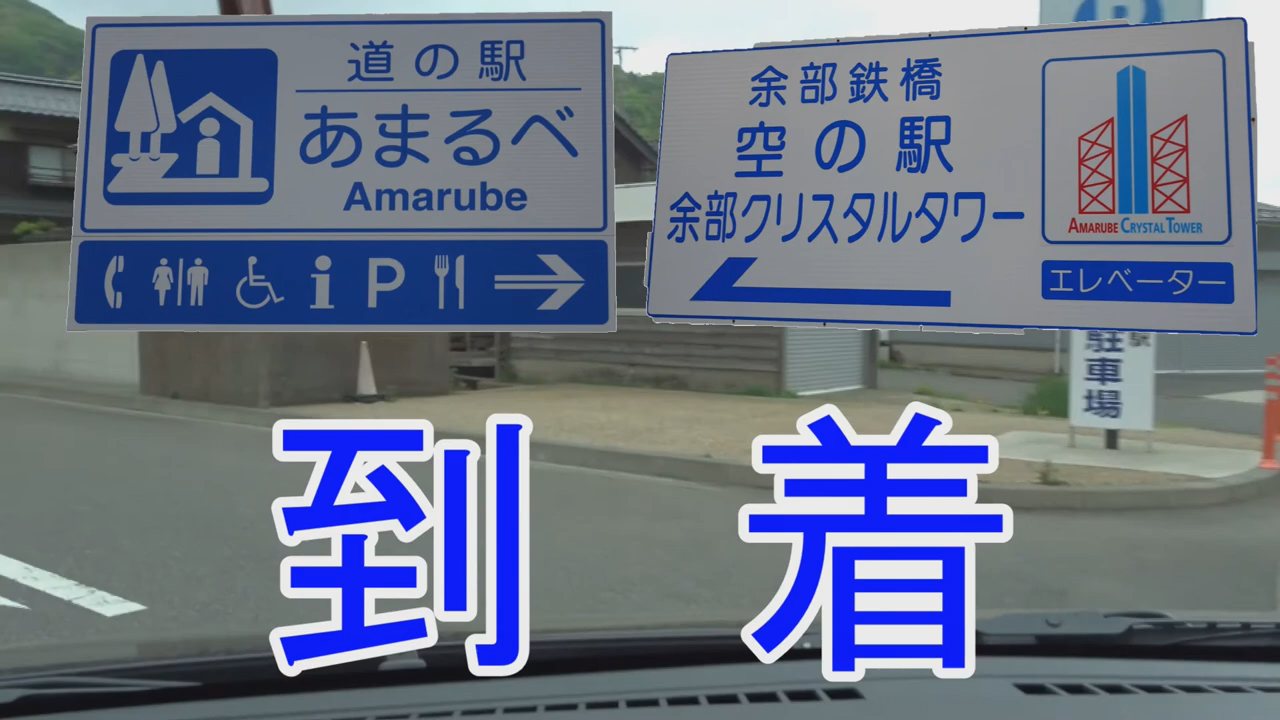 道の駅
あまるべ
Amarube
i P
余部鉄橋
空の駅
余部クリスタルタワー
AMARUBE CRYSTAL TOWER
エレベーター
駐車場
到着